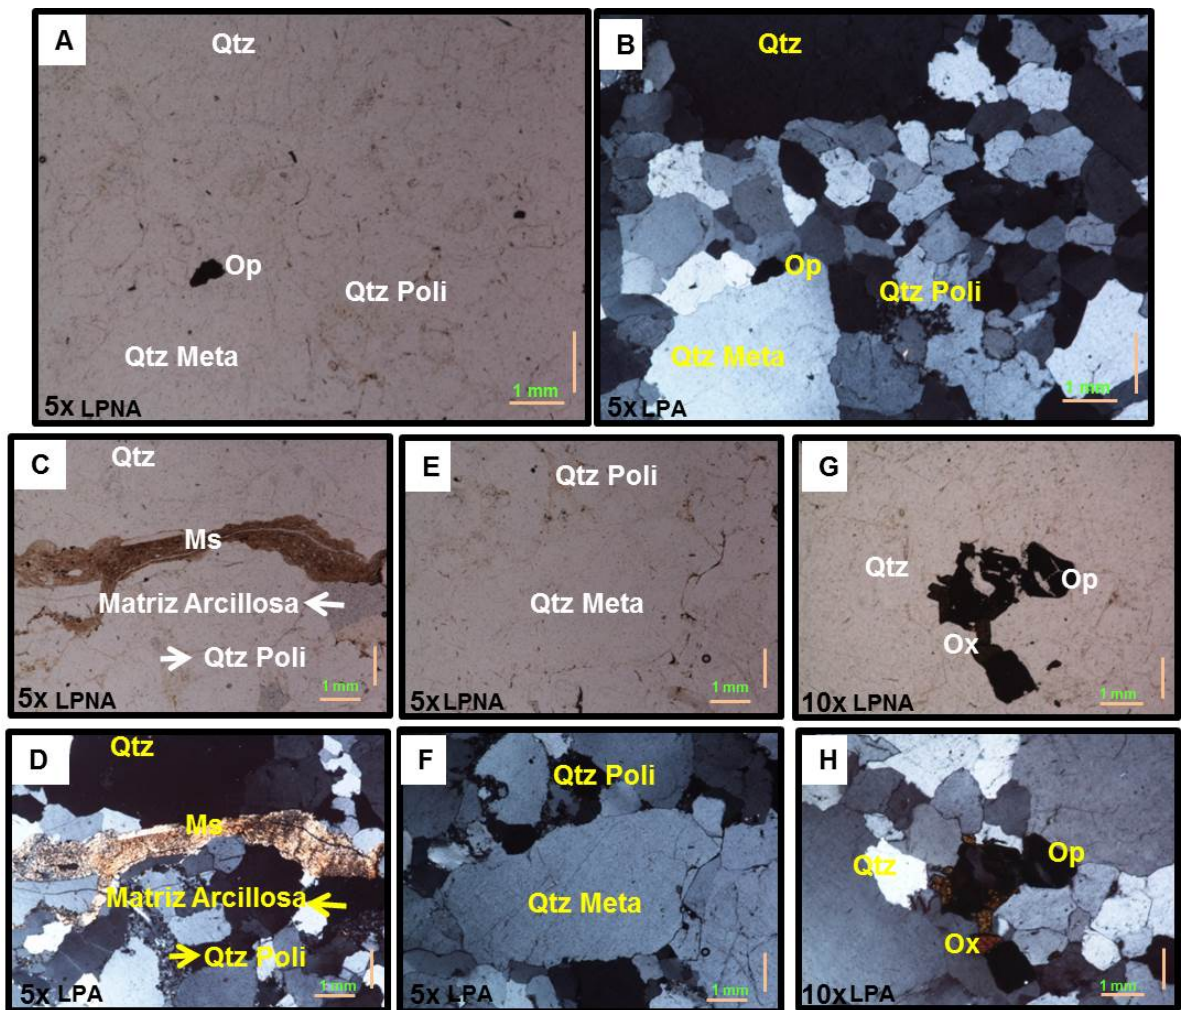 A
Qtz
Op
Qtz Poli
Qtz Meta
1 mm
5x LPNA
B
Qtz
Op
Qtz Poli
Qtz Meta
1 mm
5x LPA
C
Qtz
Ms
Matriz Arcillosa
Qtz Poli
1 mm
5x LPNA
E
Qtz Poli
Qtz Meta
1 mm
5x LPNA
G
Qtz
Op
Ox
1 mm
10x LPNA
D
Qtz
Ms
Matriz Arcillosa
Qtz Poli
1 mm
5x LPA
F
Qtz Poli
Qtz Meta
1 mm
5x LPA
H
Qtz
Op
Ox
1 mm
10x LPA